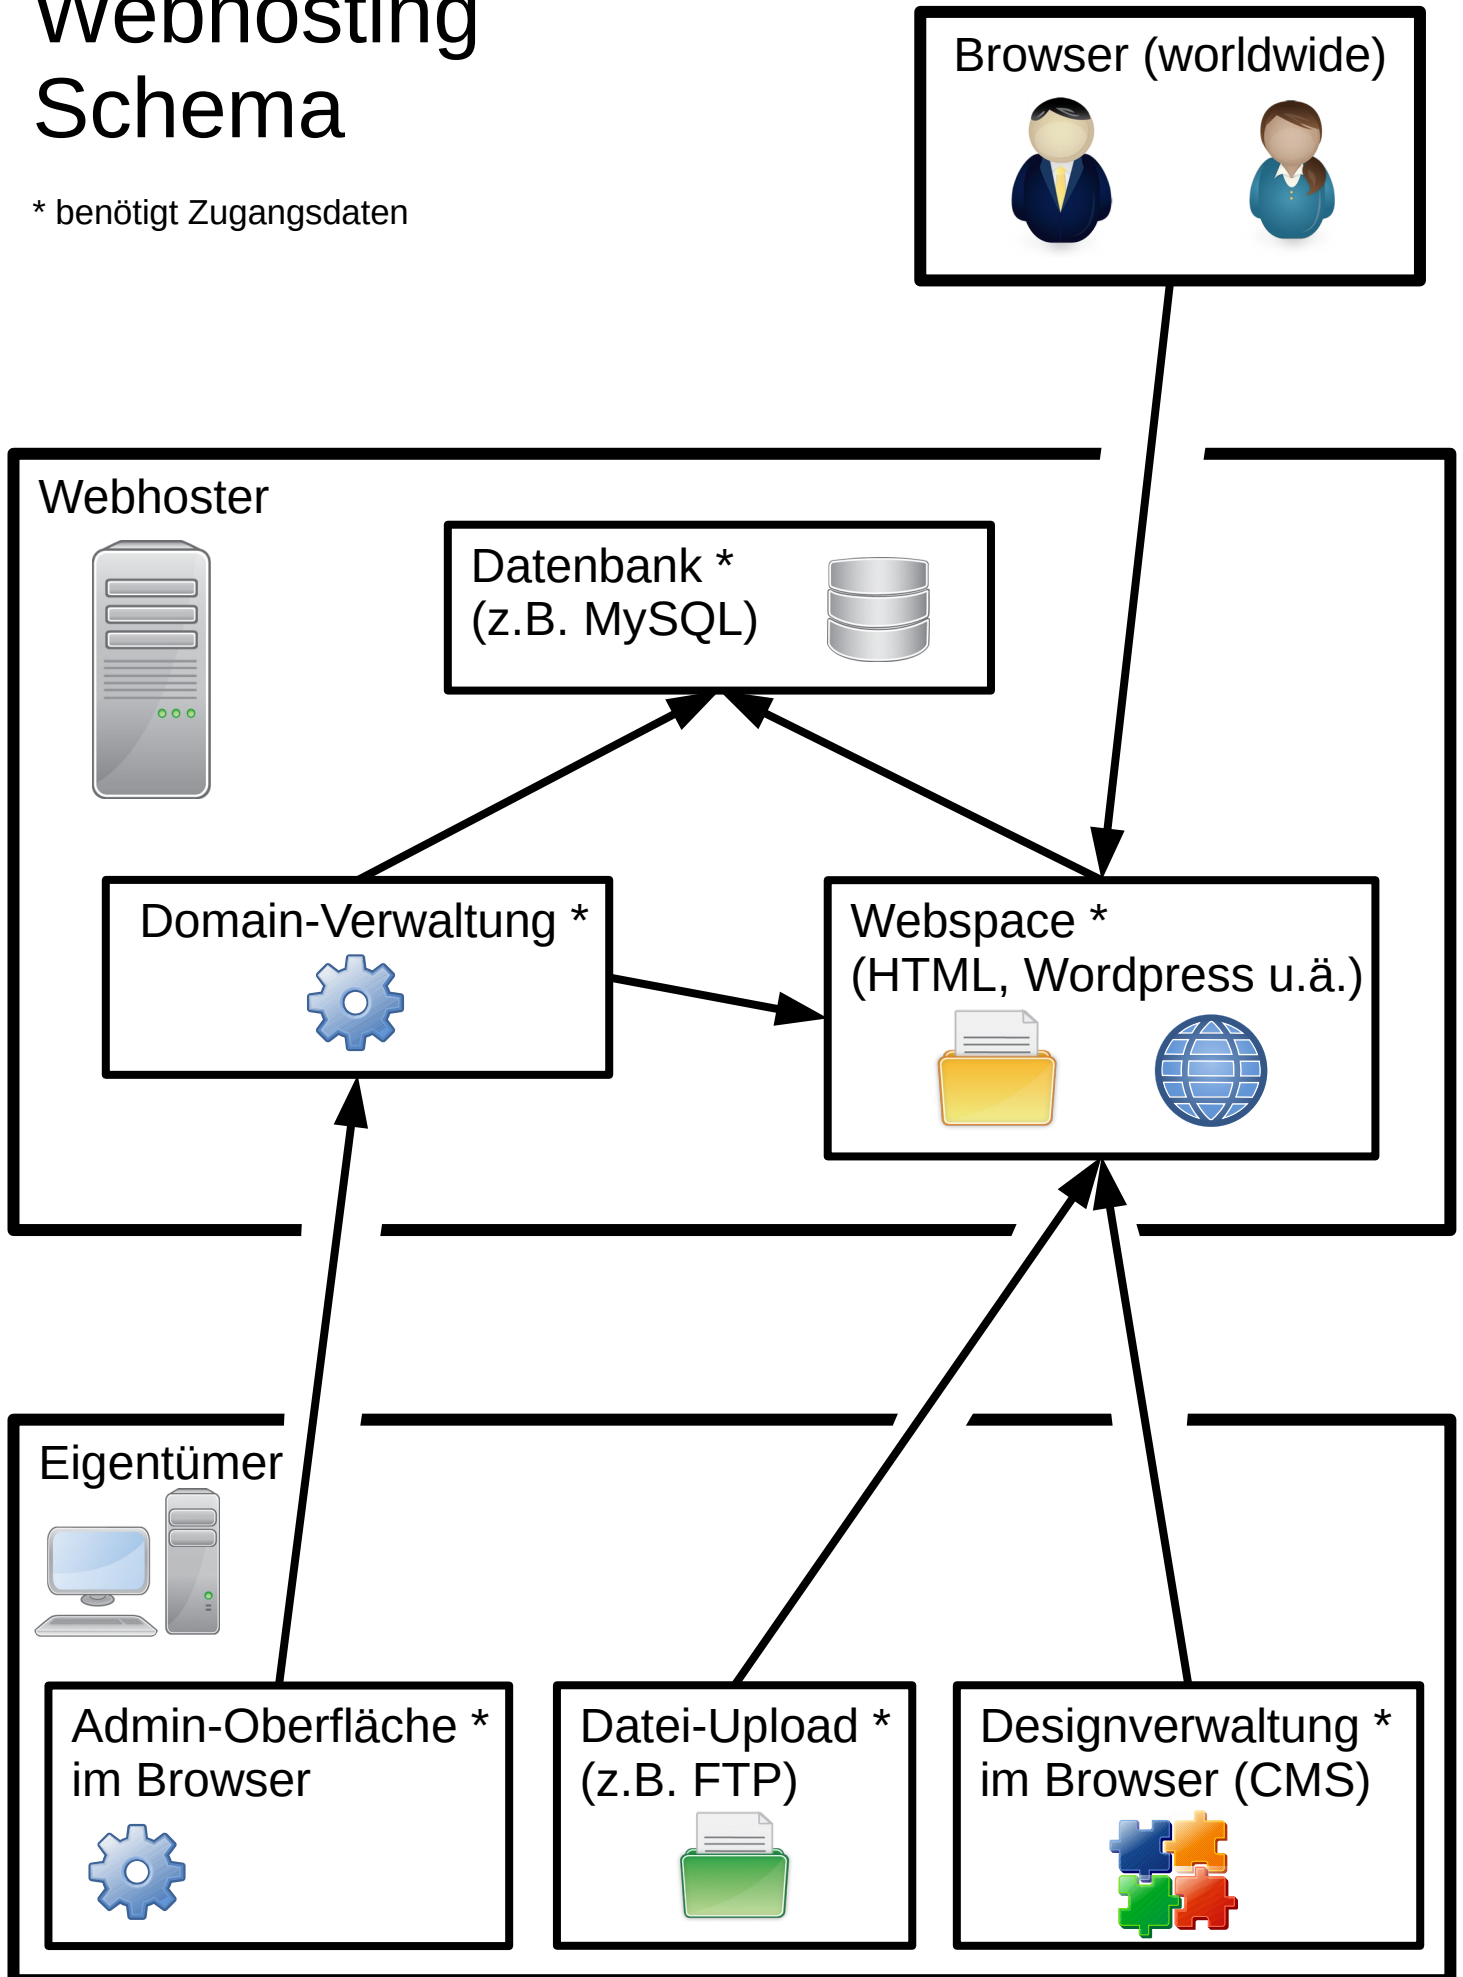 Webhosting
Schema
* benötigt Zugangsdaten
Browser (worldwide)
Webhoster
Datenbank *
(z.B. MySQL)
Domain-Verwaltung *
Webspace *
(HTML, Wordpress u.ä.)
Eigentümer
Admin-Oberfläche *
im Browser
Datei-Upload *
(z.B. FTP)
Designverwaltung *
im Browser (CMS)